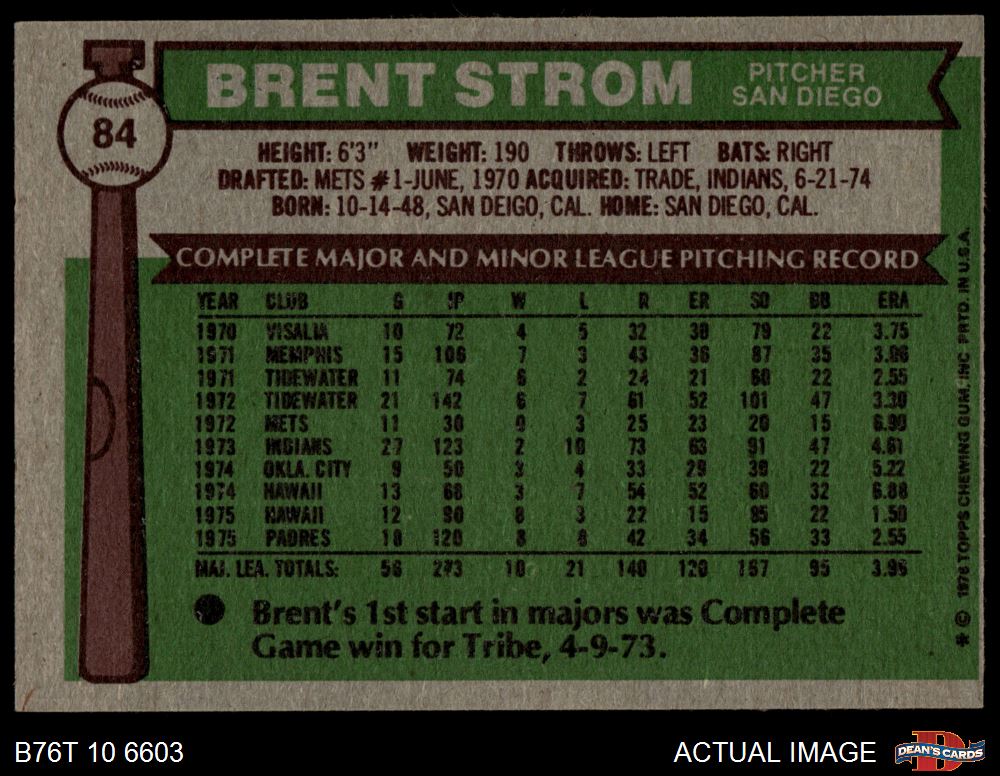 84
BRENT STROM
PITCHER
SAN DIEGO
HEIGHT: 6'3" WEIGHT: 190 THROWS: LEFT BATS: RIGHT
DRAFTED: METS #1-JUNE, 1970 ACQUIRED: TRADE, INDIANS, 6-21-74
BORN: 10-14-48, SAN DEIGO, CAL. HOME: SAN DIEGO, CAL.
COMPLETE MAJOR AND MINOR LEAGUE PITCHING RECORD
YEAR CLUB G IP W L R ER SO BB ERA
1970 VISALIA 10 72 4 5 32 30 79 22 3.75
1971 MEMPHIS 15 106 7 3 43 36 87 35 3.06
1971 TIDEWATER 11 74 6 2 24 21 60 22 2.55
1972 TIDEWATER 21 142 6 7 61 52 101 47 3.30
1972 METS 11 30 0 3 25 23 20 15 6.90
1973 INDIANS 27 123 2 10 73 63 91 47 4.61
1974 OKLA. CITY 9 50 3 4 33 29 39 22 5.22
1974 HAWAII 13 68 3 7 54 52 60 32 6.88
1975 HAWAII 12 90 8 3 22 15 95 22 1.50
1975 PADRES 18 120 8 8 42 34 56 33 2.55
MAJ. LEA. TOTALS: 56 273 10 21 140 120 167 95 3.96
Brent's 1st start in majors was Complete
Game win for Tribe, 4-9-73.
* © 1976 TOPPS CHEWING GUM, INC. PRTD. IN U.S.A.
B76T 10 6603
ACTUAL IMAGE
DEAN'S CARDS